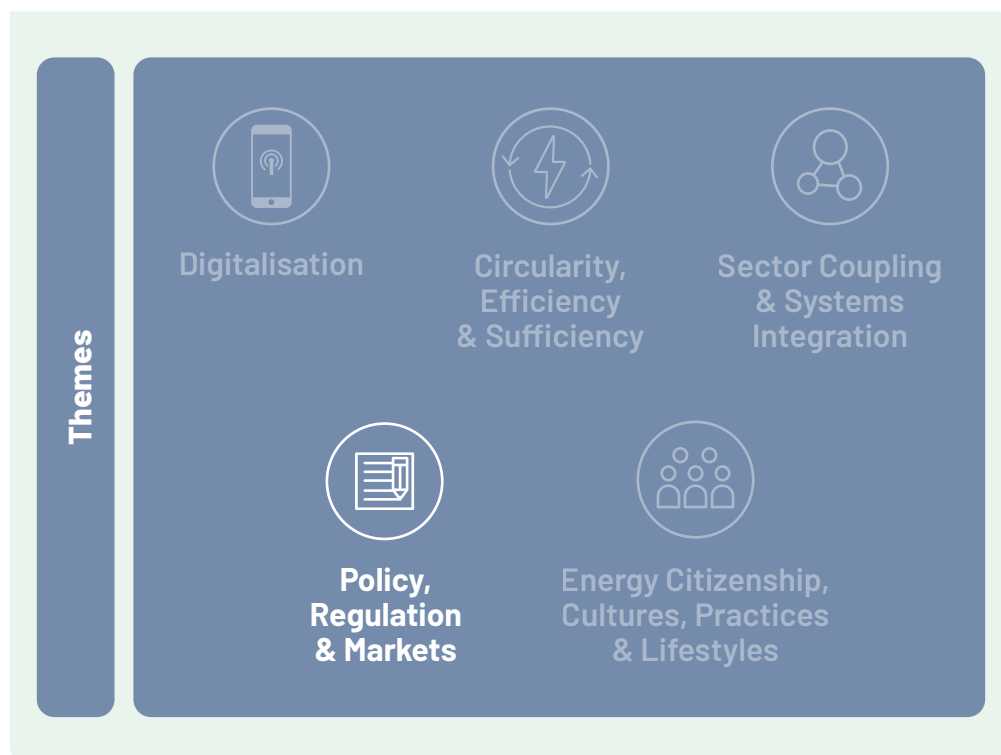 Themes
Digitalisation
Circularity,
Efficiency
& Sufficiency
Sector Coupling
& Systems
Integration
Policy,
Regulation
& Markets
Energy Citizenship,
Cultures, Practices
& Lifestyles